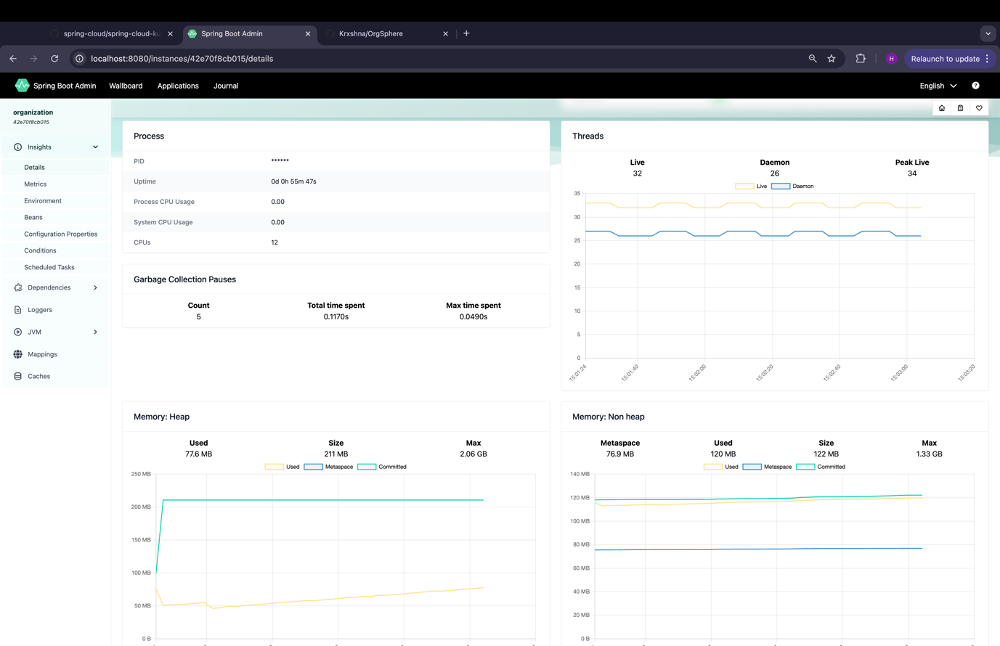 spring-cloud/spring-cloud-ku
Spring Boot Admin
Krxshna/OrgSphere
localhost:8080/instances/42e70f8cb015/details
H
Relaunch to update
Spring Boot Admin
Wallboard
Applications
Journal
English
organization
42e70f8cb015
Insights
Details
Metrics
Environment
Beans
Configuration Properties
Conditions
Scheduled Tasks
Dependencies
Loggers
JVM
Mappings
Caches
Process
PID ******
Uptime 0d 0h 55m 47s
Process CPU Usage 0.00
System CPU Usage 0.00
CPUs 12
Garbage Collection Pauses
Count Total time spent Max time spent
5 0.1170s 0.0490s
Threads
Live Daemon Peak Live
32 26 34
Live Daemon
35
30
25
20
15
10
5
0
15:01:24 15:01:40 15:02:00 15:02:20 15:02:40 15:03:00 15:03:20
Memory: Heap
Used Size Max
77.6 MB 211 MB 2.06 GB
Used Metaspace Committed
250 MB
200 MB
150 MB
100 MB
50 MB
0 B
Memory: Non heap
Metaspace Used Size Max
76.9 MB 120 MB 122 MB 1.33 GB
Used Metaspace Committed
140 MB
120 MB
100 MB
80 MB
60 MB
40 MB
20 MB
0 B